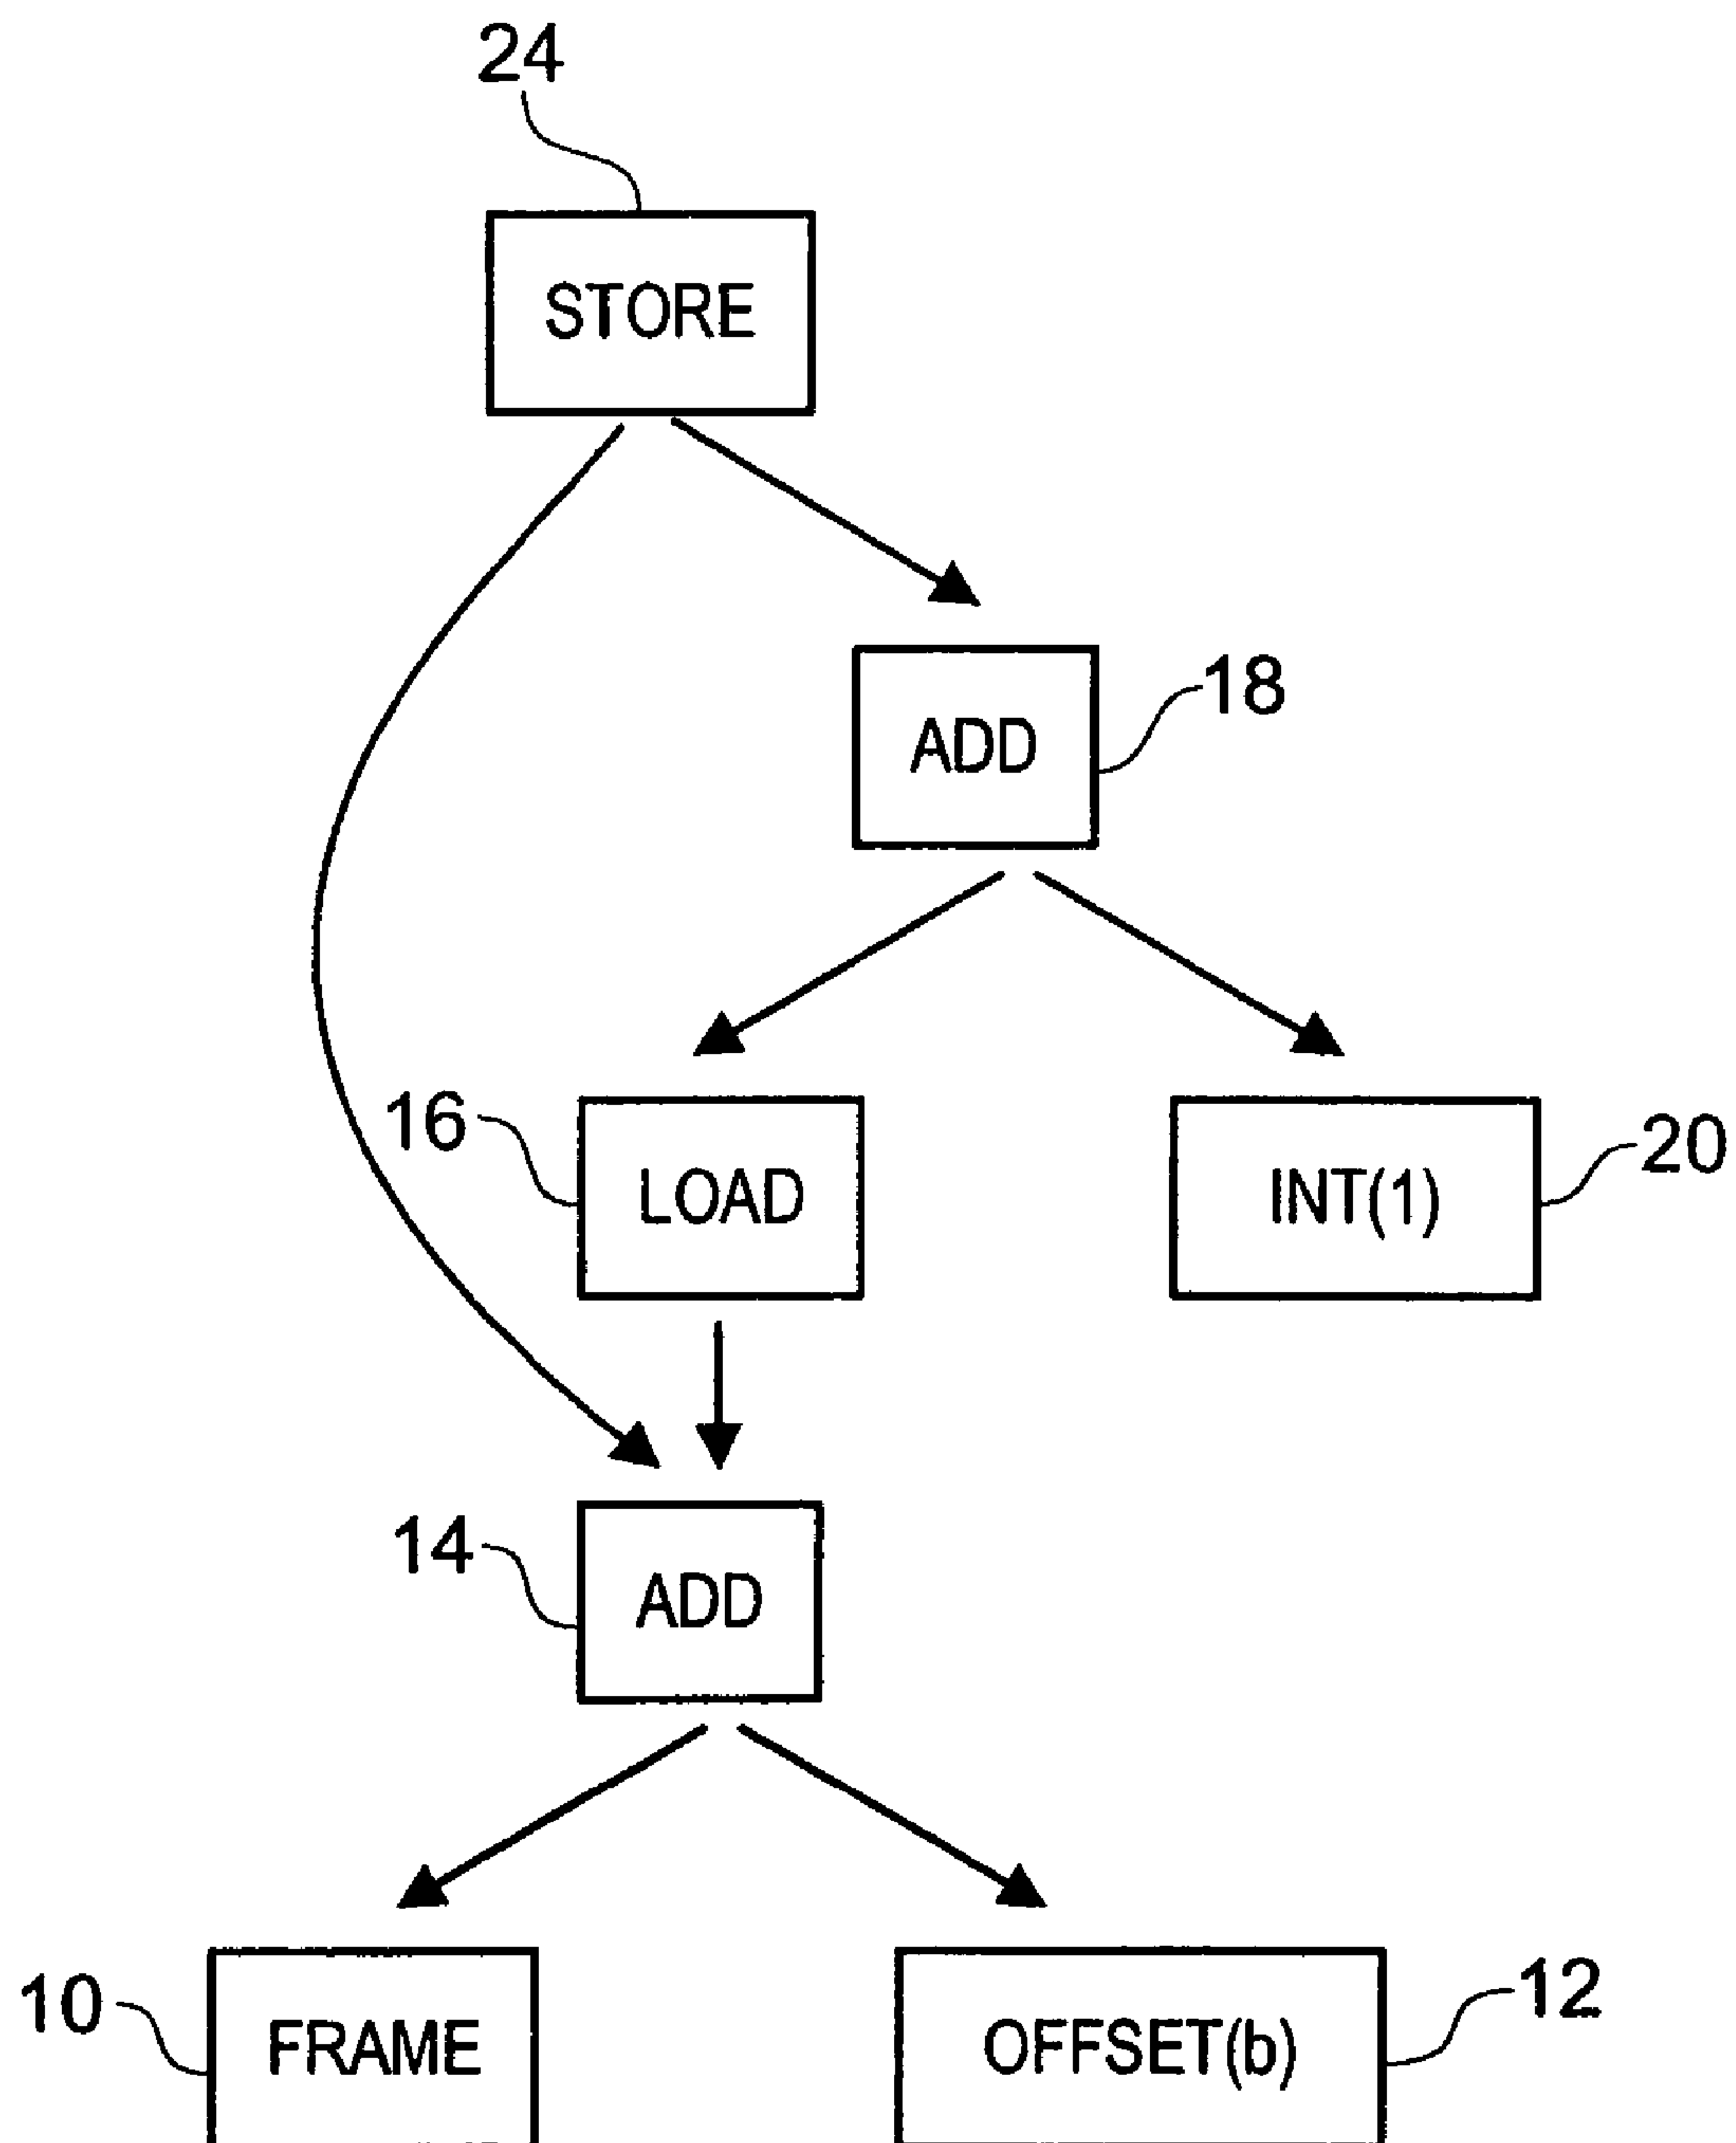 24
STORE
ADD
18
16
LOAD
INT(1)
20
14
ADD
10
FRAME
OFFSET(b)
12